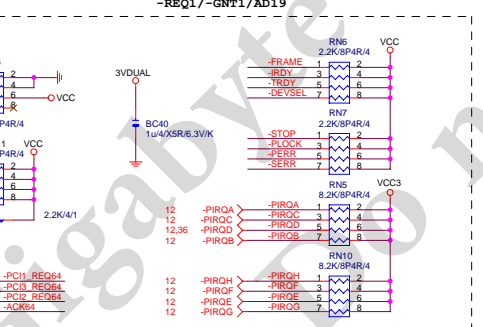 -REQ1/-GNT1/AD19
RN6
2.2K/8P4R/4
VCC
-FRAME 1 2
-IRDY 3 4
-TRDY 5 6
-DEVSEL 7 8
3VDUAL
2
4
6
8
VCC
P4R/4
BC40
1u/4/X5R/6.3V/K
RN7
2.2K/8P4R/4
-STOP 1 2
-PLOCK 3 4
-PERR 5 6
-SERR 7 8
1
VCC
P4R/4
2
4
6
8
2.2K/4/1
RN5
8.2K/8P4R/4
VCC3
12 -PIRQA -PIRQA 1 2
12 -PIRQC -PIRQC 3 4
12,36 -PIRQD -PIRQD 5 6
12 -PIRQB -PIRQB 7 8
RN10
8.2K/8P4R/4
12 -PIRQH -PIRQH 1 2
12 -PIRQF -PIRQF 3 4
12 -PIRQE -PIRQE 5 6
12 -PIRQG -PIRQG 7 8
-PCI1_REQ64
-PCI3_REQ64
-PCI2_REQ64
-ACK64
igabyte
Do n